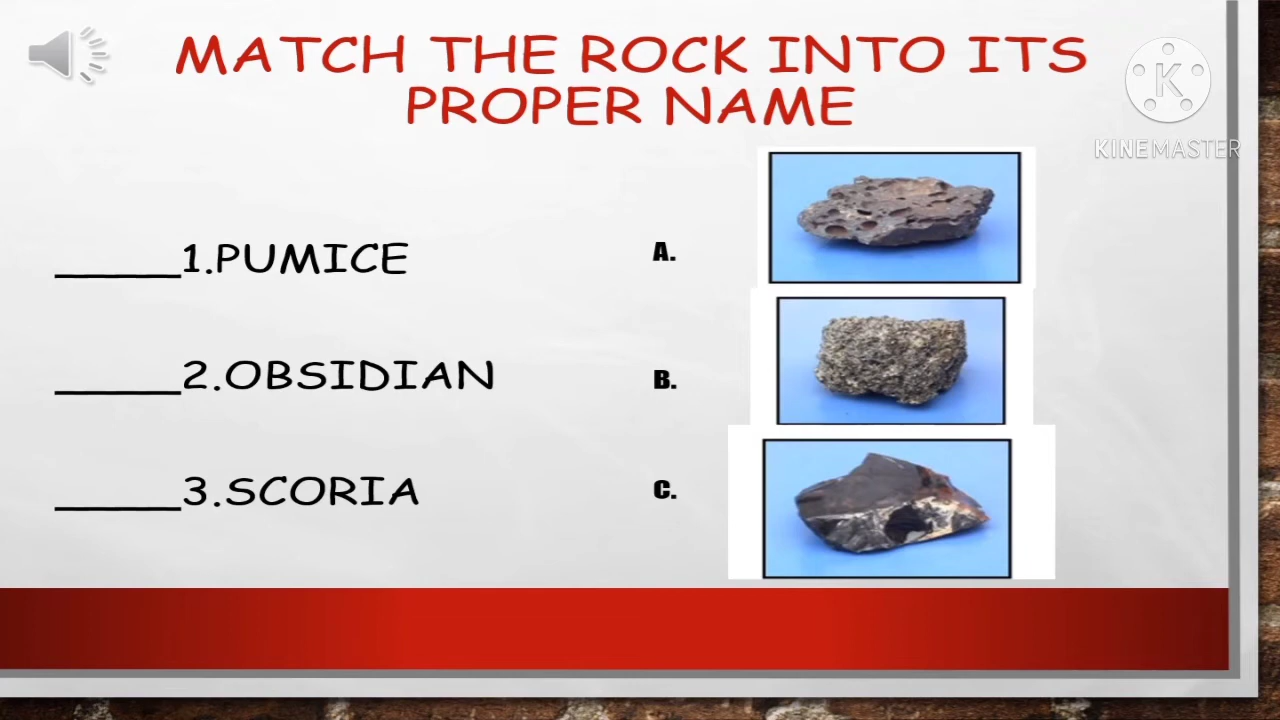 MATCH THE ROCK INTO ITS
PROPER NAME
K
KINEMASTER
_____1.PUMICE
A.
_____2.OBSIDIAN
B.
_____3.SCORIA
C.